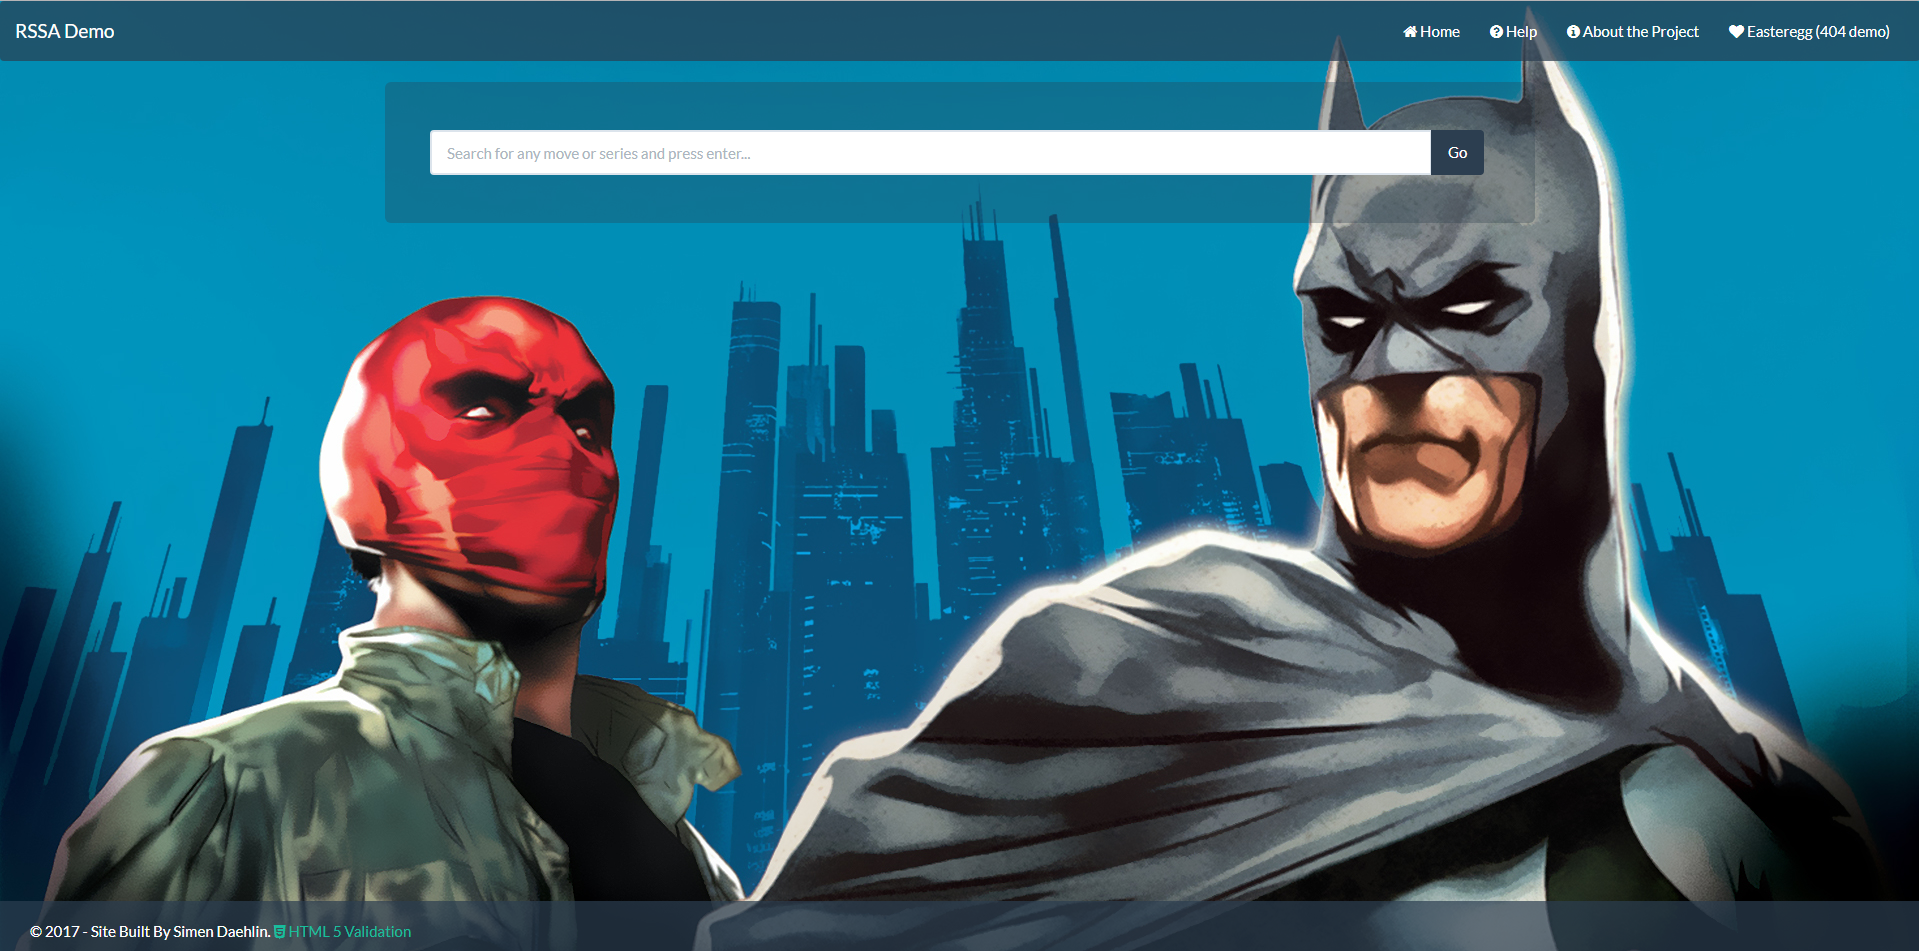 RSSA Demo
Home
Help
About the Project
Easteregg (404 demo)
Search for any move or series and press enter...
Go
© 2017 - Site Built By Simen Daehlin. HTML 5 Validation